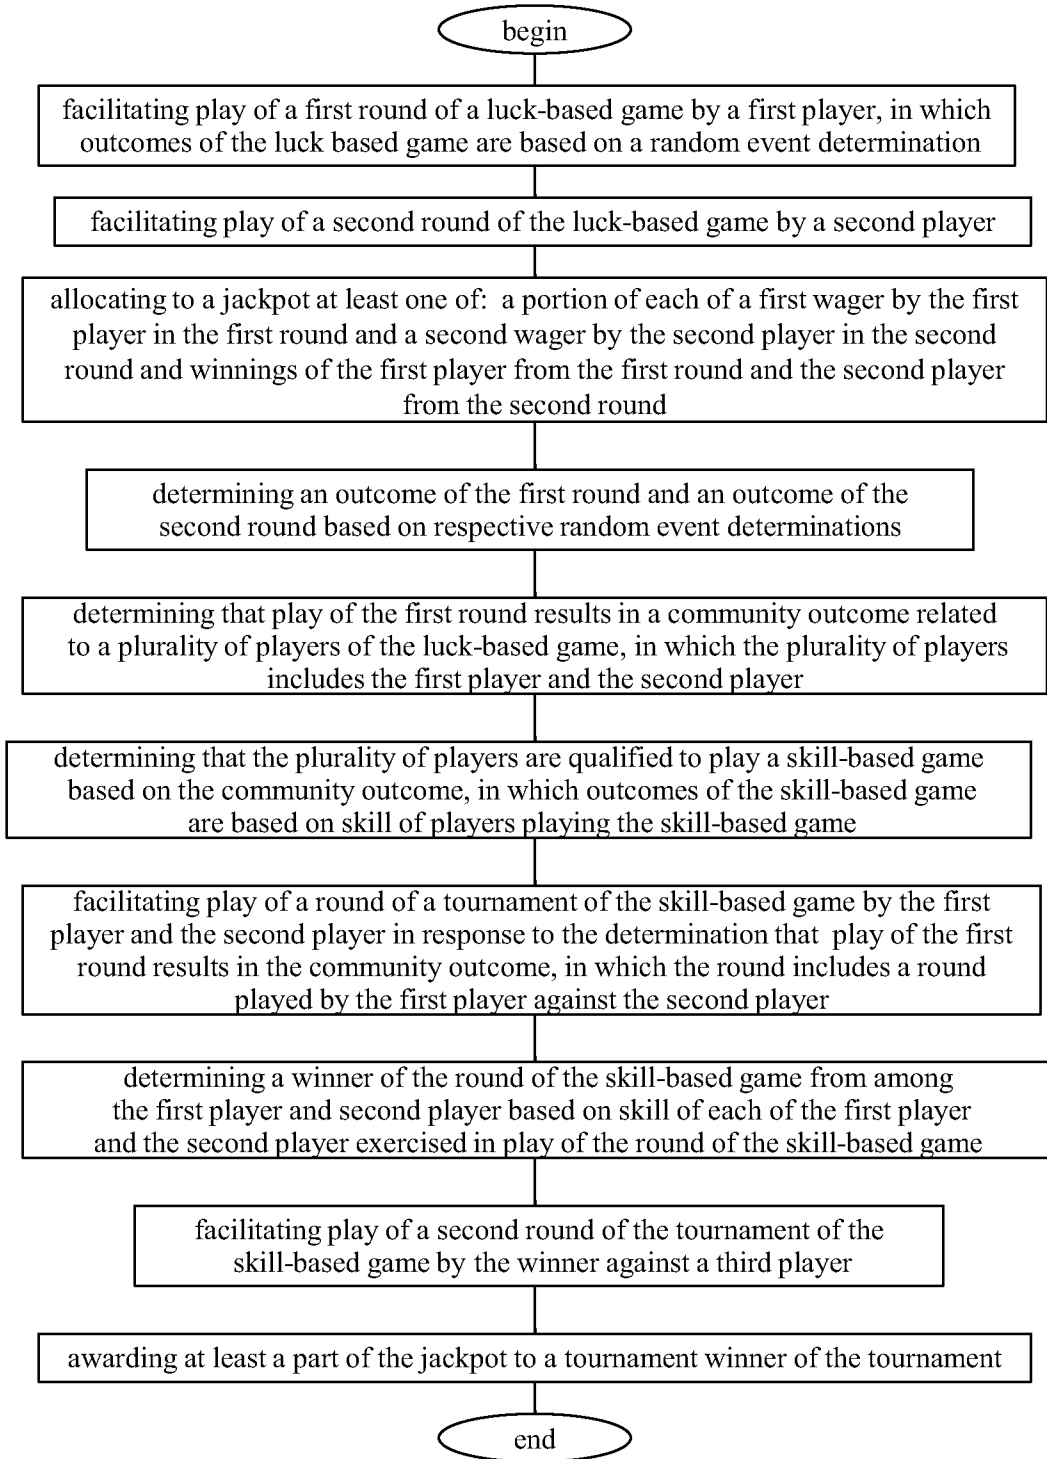 begin
facilitating play of a first round of a luck-based game by a first player, in which
outcomes of the luck based game are based on a random event determination
facilitating play of a second round of the luck-based game by a second player
allocating to a jackpot at least one of:  a portion of each of a first wager by the first
player in the first round and a second wager by the second player in the second
round and winnings of the first player from the first round and the second player
from the second round
determining an outcome of the first round and an outcome of the
second round based on respective random event determinations
determining that play of the first round results in a community outcome related
to a plurality of players of the luck-based game, in which the plurality of players
includes the first player and the second player
determining that the plurality of players are qualified to play a skill-based game
based on the community outcome, in which outcomes of the skill-based game
are based on skill of players playing the skill-based game
facilitating play of a round of a tournament of the skill-based game by the first
player and the second player in response to the determination that  play of the first
round results in the community outcome, in which the round includes a round
played by the first player against the second player
determining a winner of the round of the skill-based game from among
the first player and second player based on skill of each of the first player
and the second player exercised in play of the round of the skill-based game
facilitating play of a second round of the tournament of the
skill-based game by the winner against a third player
awarding at least a part of the jackpot to a tournament winner of the tournament
end